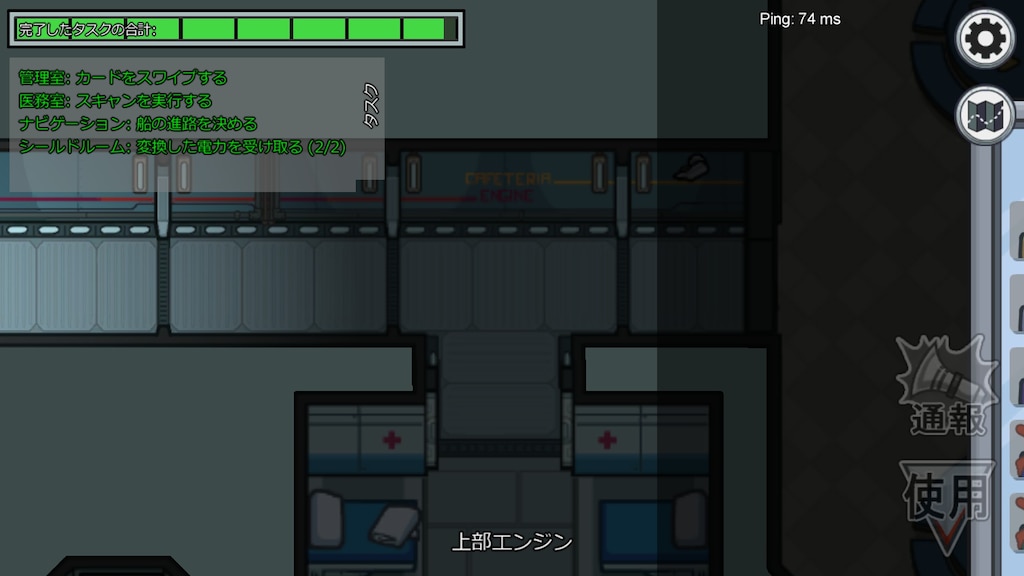 完了したタスクの合計:
Ping: 74 ms
管理室: カードをスワイプする
医務室: スキャンを実行する
ナビゲーション: 船の進路を決める
シールドルーム: 変換した電力を受け取る (2/2)
タスク
CAFETERIA
ENGINE
通報
使用
上部エンジン